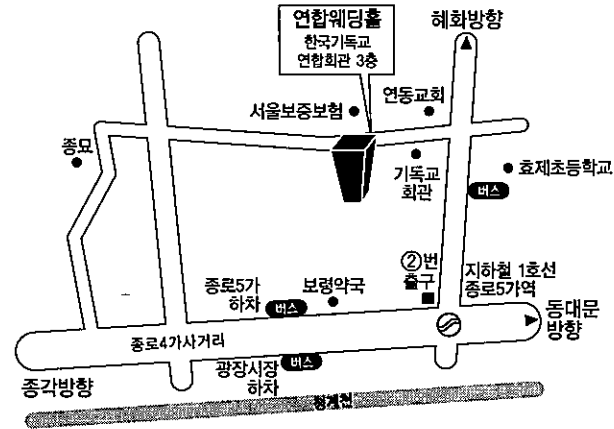 연합웨딩홀
한국기독교
연합회관 3층
혜화방향
서울보증보험
연동교회
종묘
기독교
회관
효제초등학교
버스
②번
출구
지하철 1호선
종로5가역
종로5가
하차
버스
보령약국
동대문
방향
종로4가사거리
종각방향
광장시장
하차
버스
청계천